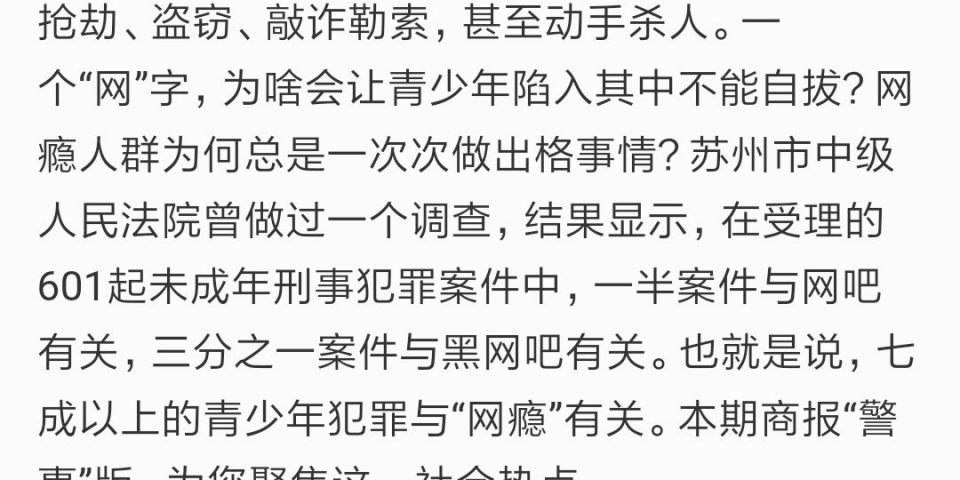 抢劫、盗窃、敲诈勒索，甚至动手杀人。一
个“网”字，为啥会让青少年陷入其中不能自拔？网
瘾人群为何总是一次次做出格事情？苏州市中级
人民法院曾做过一个调查，结果显示，在受理的
601起未成年刑事犯罪案件中，一半案件与网吧
有关，三分之一案件与黑网吧有关。也就是说，七
成以上的青少年犯罪与“网瘾”有关。本期商报“警
事”版，为您聚焦这一社会热点